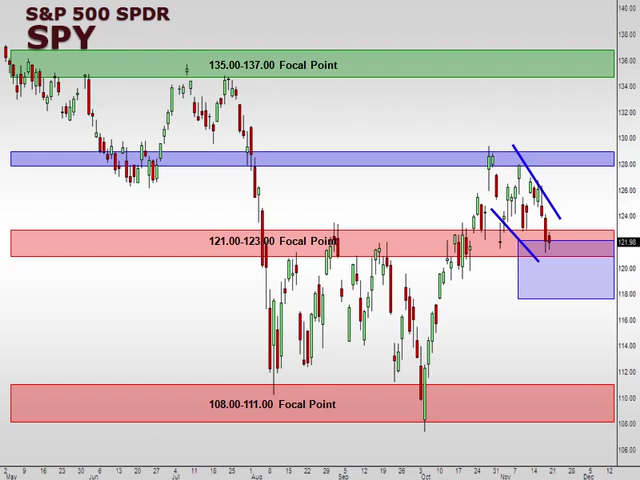 S&P 500 SPDR
SPY
140.00
138.00
136.00
135.00-137.00 Focal Point
134.00
132.00
130.00
128.00
126.00
124.00
121.00-123.00 Focal Point
121.98
120.00
118.00
116.00
114.00
112.00
110.00
108.00-111.00 Focal Point
108.00
106.00
2 9 16 23 30 6 13 20 27 5 11 18 25 8 15 22 29 6 12 19 26 3 10 17 24 31 7 14 21 28 5 12
May Jun Jul Aug Sep Oct Nov Dec